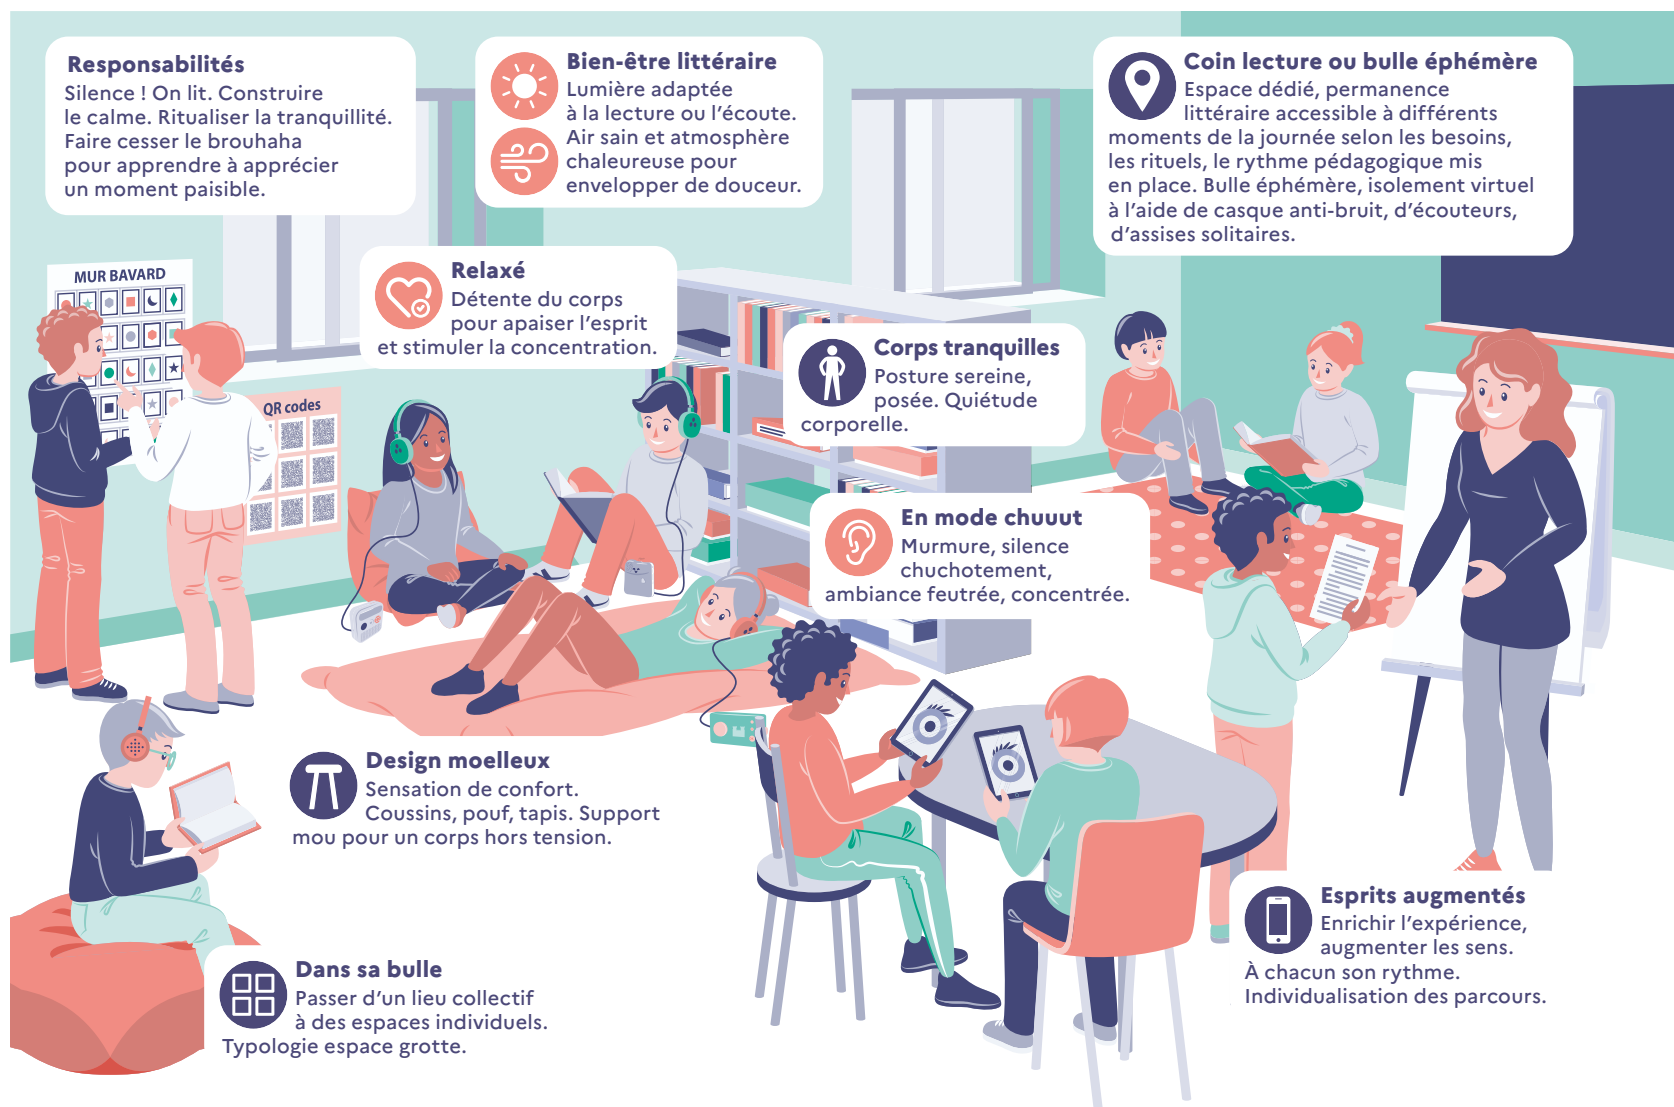 Responsabilités
Silence ! On lit. Construire
le calme. Ritualiser la tranquillité.
Faire cesser le brouhaha
pour apprendre à apprécier
un moment paisible.
Bien-être littéraire
Lumière adaptée
à la lecture ou l’écoute.
Air sain et atmosphère
chaleureuse pour
envelopper de douceur.
Coin lecture ou bulle éphémère
Espace dédié, permanence
littéraire accessible à différents
moments de la journée selon les besoins,
les rituels, le rythme pédagogique mis
en place. Bulle éphémère, isolement virtuel
à l’aide de casque anti-bruit, d’écouteurs,
d’assises solitaires.
MUR BAVARD
Relaxé
Détente du corps
pour apaiser l’esprit
et stimuler la concentration.
Corps tranquilles
Posture sereine,
posée. Quiétude
corporelle.
QR codes
En mode chuuut
Murmure, silence
chuchotement,
ambiance feutrée, concentrée.
Design moelleux
Sensation de confort.
Coussins, pouf, tapis. Support
mou pour un corps hors tension.
Esprits augmentés
Enrichir l’expérience,
augmenter les sens.
À chacun son rythme.
Individualisation des parcours.
Dans sa bulle
Passer d’un lieu collectif
à des espaces individuels.
Typologie espace grotte.